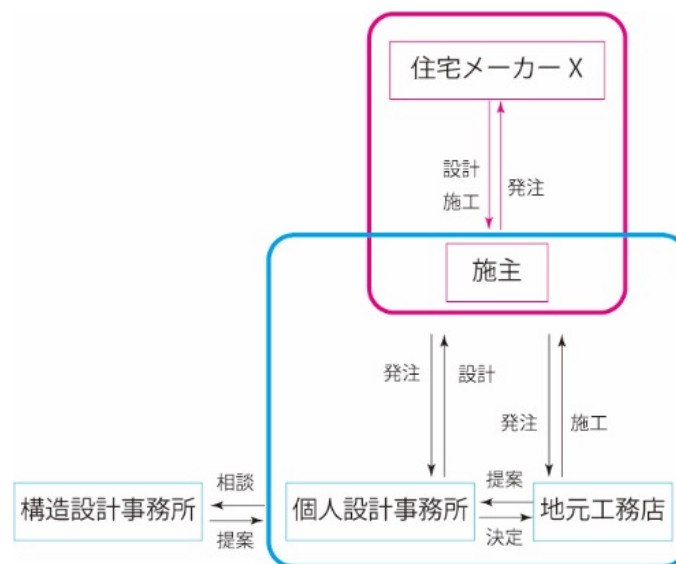 住宅メーカー X
設計
施工
発注
施主
発注
設計
発注
施工
構造設計事務所
相談
提案
個人設計事務所
提案
決定
地元工務店